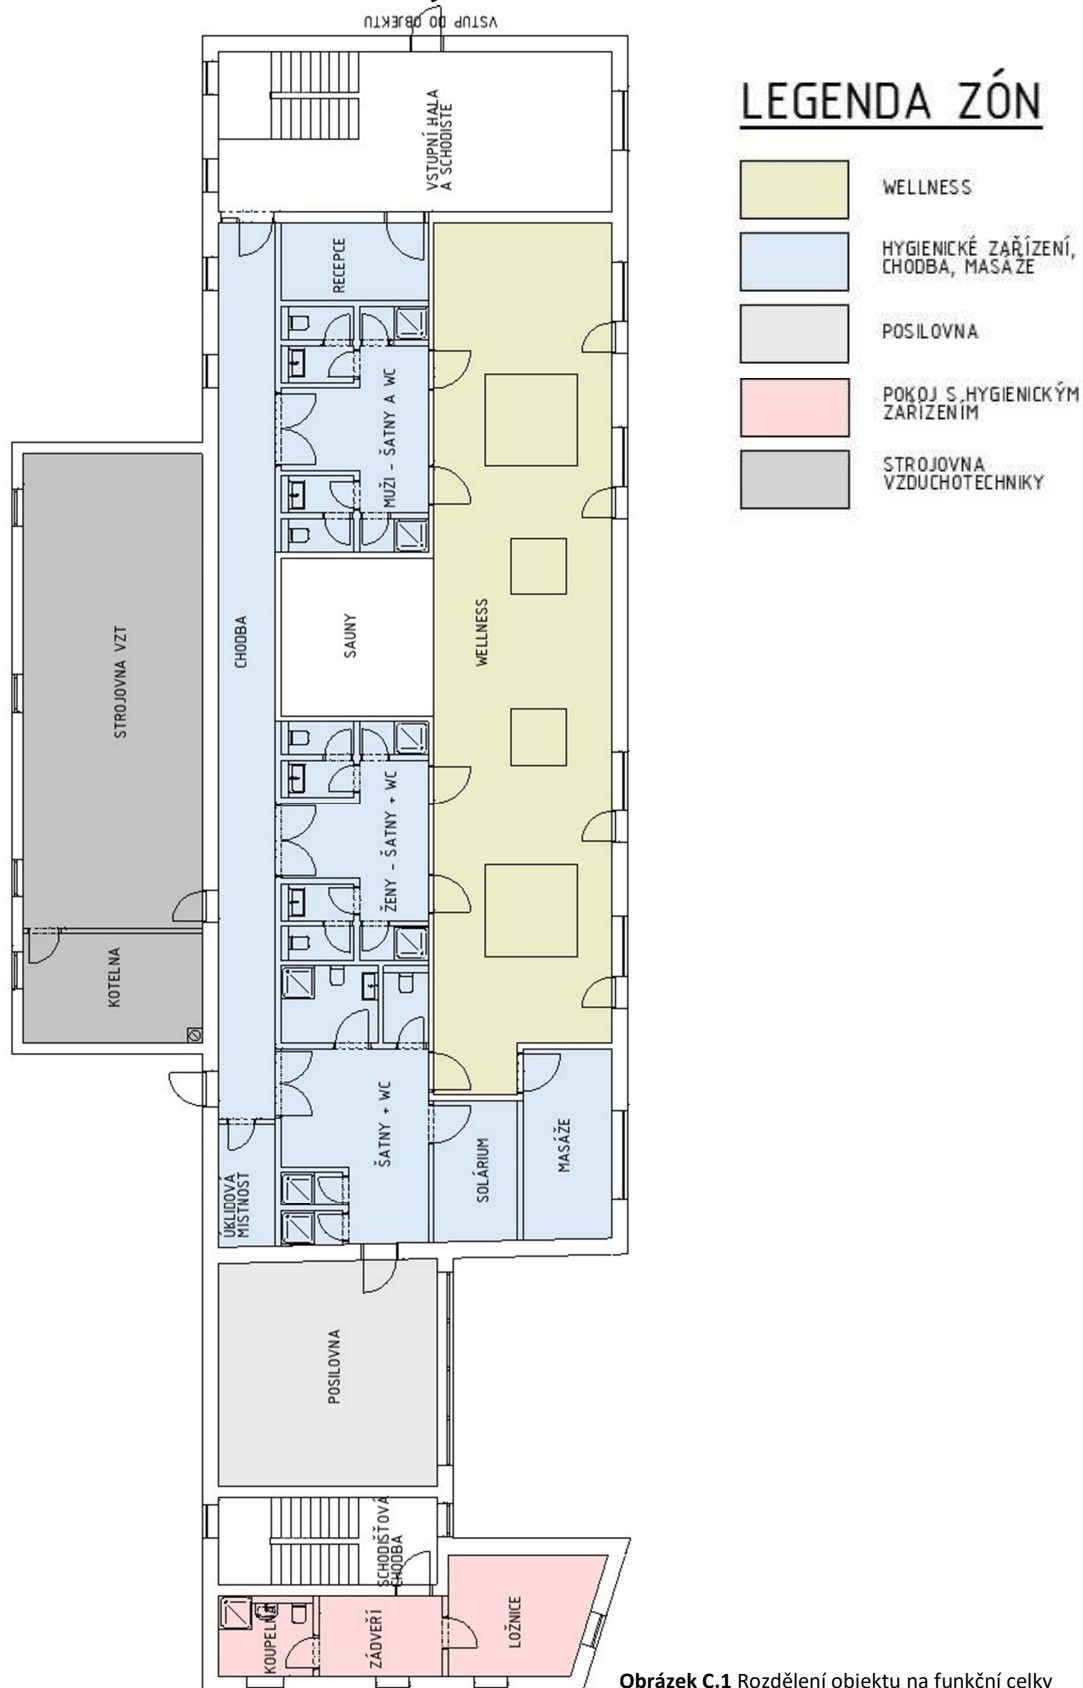 VSTUP DO OBJEKTU
VSTUPNÍ HALA
A SCHODIŠTĚ
LEGENDA ZÓN
WELLNESS
HYGIENICKÉ ZAŘÍZENÍ,
CHODBA, MASÁŽE
POSILOVNA
POKOJ S HYGIENICKÝM
ZAŘÍZENÍM
STROJOVNA
VZDUCHOTECHNIKY
RECEPCE
MUŽI - ŠATNY A WC
CHODBA
SAUNY
WELLNESS
STROJOVNA VZT
ŽENY - ŠATNY + WC
KOTELNA
ŠATNY + WC
SOLÁRIUM
MASÁŽE
ÚKLIDOVÁ
MÍSTNOST
POSILOVNA
SCHODIŠŤOVÁ
CHODBA
KOUPELNA
ZÁDVEŘÍ
LOŽNICE
Obrázek C.1 Rozdělení objektu na funkční celky